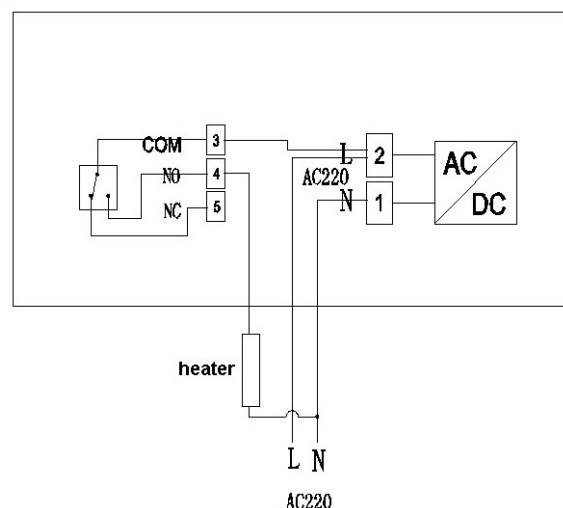 COM 3
L 2
AC
AC220
NO 4
N 1
DC
NC 5
heater
L N
AC220